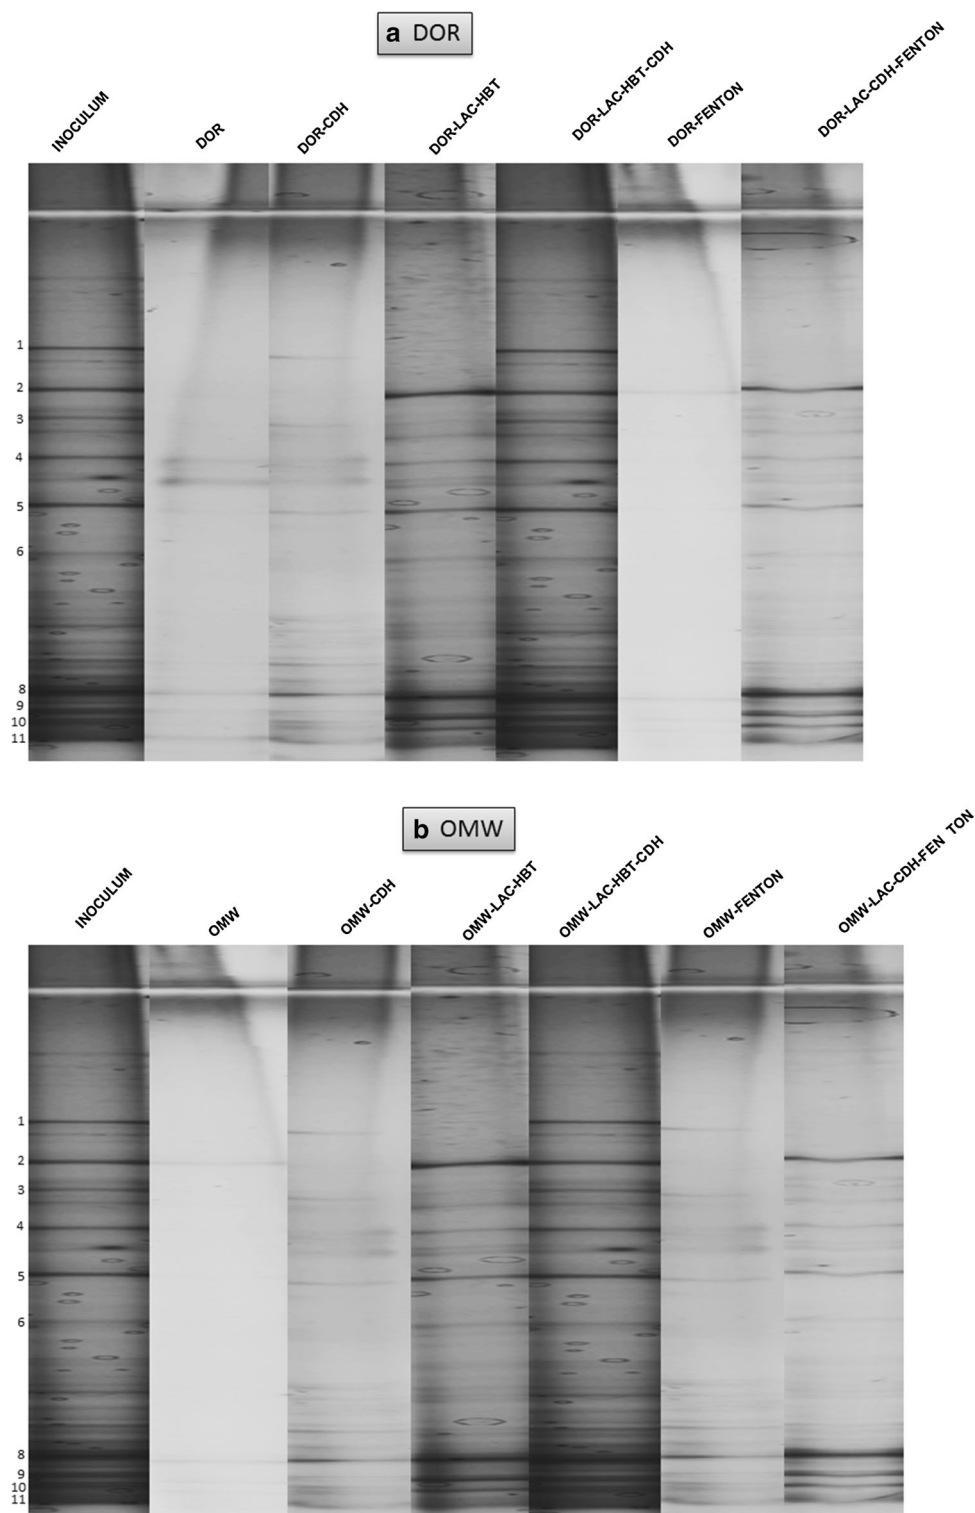 a DOR
INOCULUM
DOR
DOR-CDH
DOR-LAC-HBT
DOR-LAC-HBT-CDH
DOR-FENTON
DOR-LAC-CDH-FENTON
1
2
3
4
5
6
8
9
10
11
b OMW
INOCULUM
OMW
OMW-CDH
OMW-LAC-HBT
OMW-LAC-HBT-CDH
OMW-FENTON
OMW-LAC-CDH-FEN TON
1
2
3
4
5
6
8
9
10
11